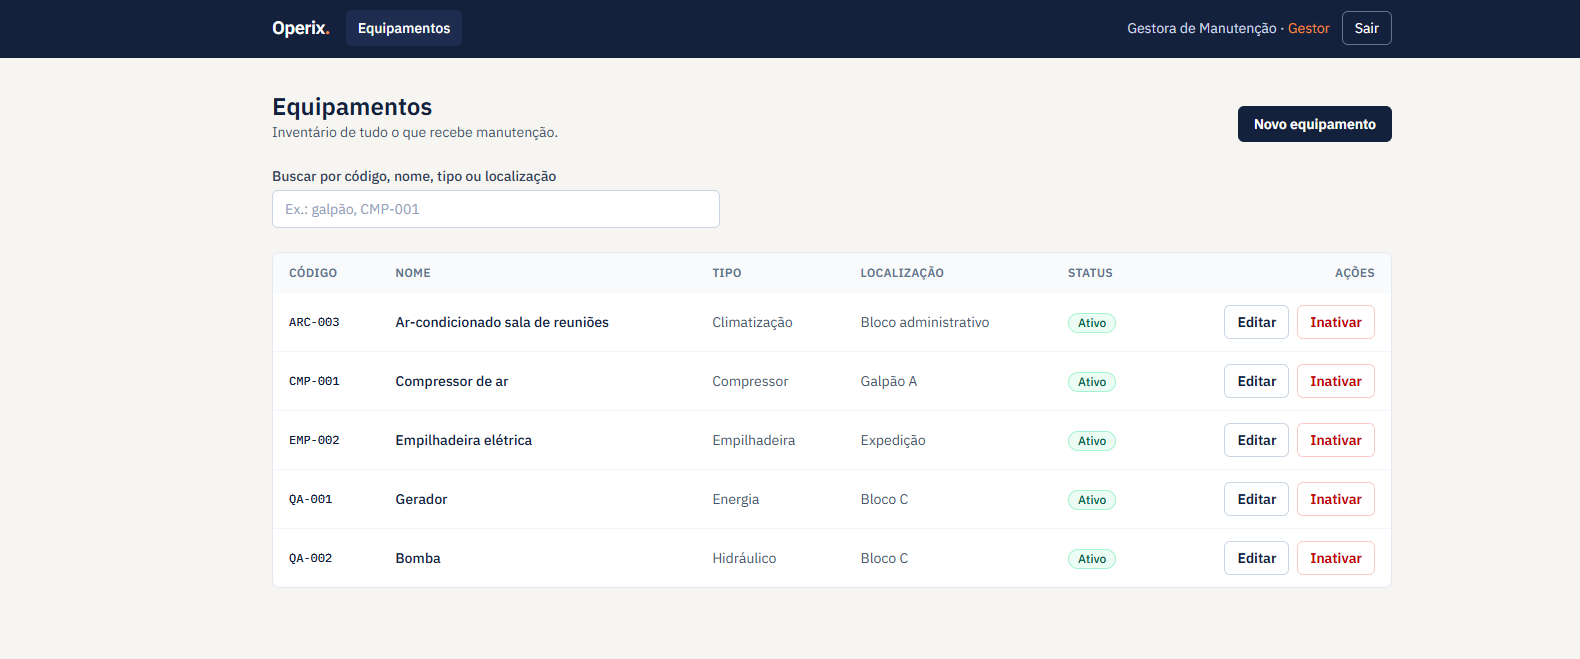 Operix. Equipamentos Gestora de Manutenção · Gestor Sair
Equipamentos
Inventário de tudo o que recebe manutenção.
Novo equipamento
Buscar por código, nome, tipo ou localização
Ex.: galpão, CMP-001
CÓDIGO NOME TIPO LOCALIZAÇÃO STATUS AÇÕES
ARC-003 Ar-condicionado sala de reuniões Climatização Bloco administrativo Ativo Editar Inativar
CMP-001 Compressor de ar Compressor Galpão A Ativo Editar Inativar
EMP-002 Empilhadeira elétrica Empilhadeira Expedição Ativo Editar Inativar
QA-001 Gerador Energia Bloco C Ativo Editar Inativar
QA-002 Bomba Hidráulico Bloco C Ativo Editar Inativar